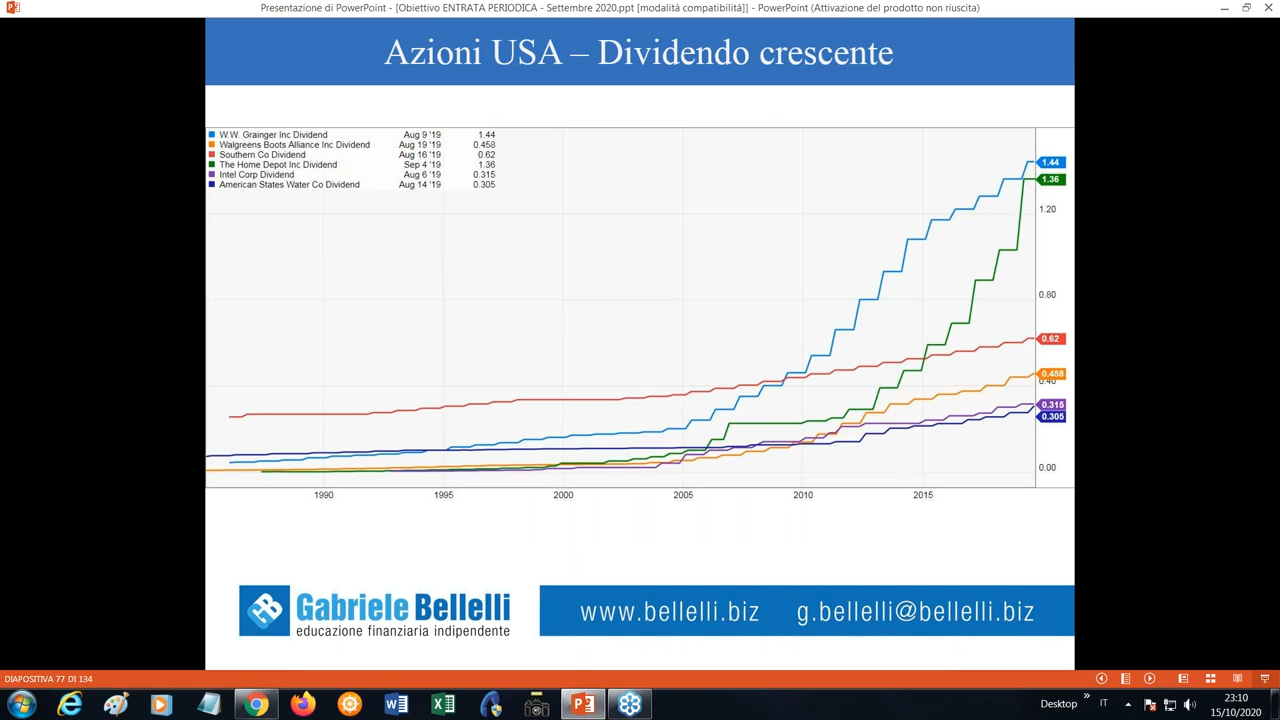 Presentazione di PowerPoint - [Obiettivo ENTRATA PERIODICA - Settembre 2020.ppt [modalità compatibilità]] - PowerPoint (Attivazione del prodotto non riuscita)
Azioni USA – Dividendo crescente
W.W. Grainger Inc Dividend Aug 9 '19 1.44
Walgreens Boots Alliance Inc Dividend Aug 19 '19 0.458
Southern Co Dividend Aug 16 '19 0.62
The Home Depot Inc Dividend Sep 4 '19 1.36
Intel Corp Dividend Aug 6 '19 0.315
American States Water Co Dividend Aug 14 '19 0.305
1.44
1.36
1.20
0.80
0.62
0.458
0.40
0.315
0.305
0.00
1990 1995 2000 2005 2010 2015
Gabriele Bellelli
educazione finanziaria indipendente
www.bellelli.biz g.bellelli@bellelli.biz
DIAPOSITIVA 77 DI 134
Desktop IT 23:10
15/10/2020